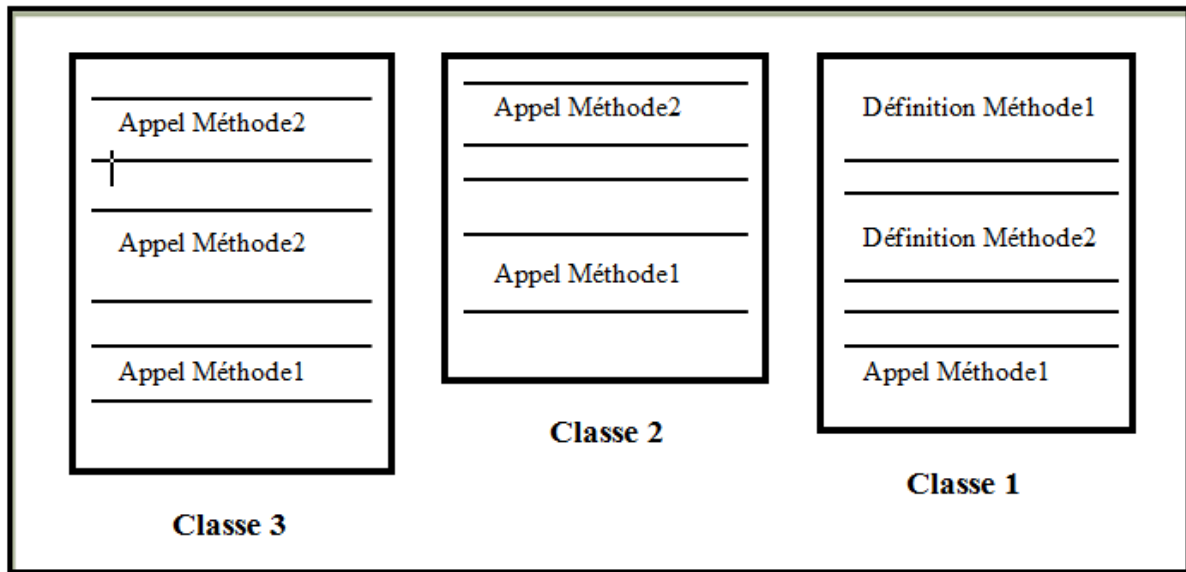 Appel Méthode2
Appel Méthode2
Appel Méthode1
Classe 3
Appel Méthode2
Appel Méthode1
Classe 2
Définition Méthode1
Définition Méthode2
Appel Méthode1
Classe 1